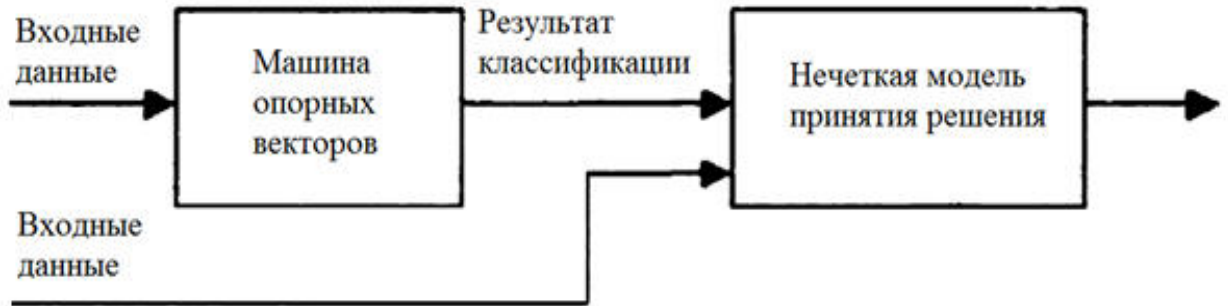 Входные
данные
Машина
опорных
векторов
Результат
классификации
Нечеткая модель
принятия решения
Входные
данные